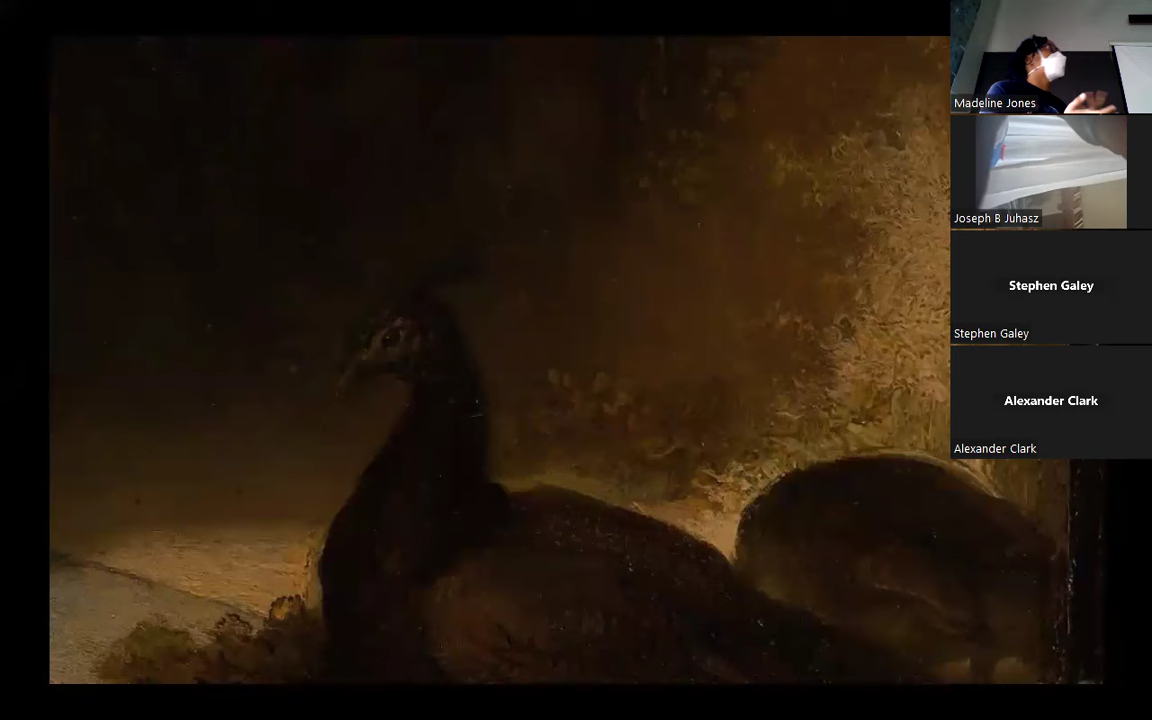 Madeline Jones
Joseph B Juhasz
Stephen Galey
Stephen Galey
Alexander Clark
Alexander Clark